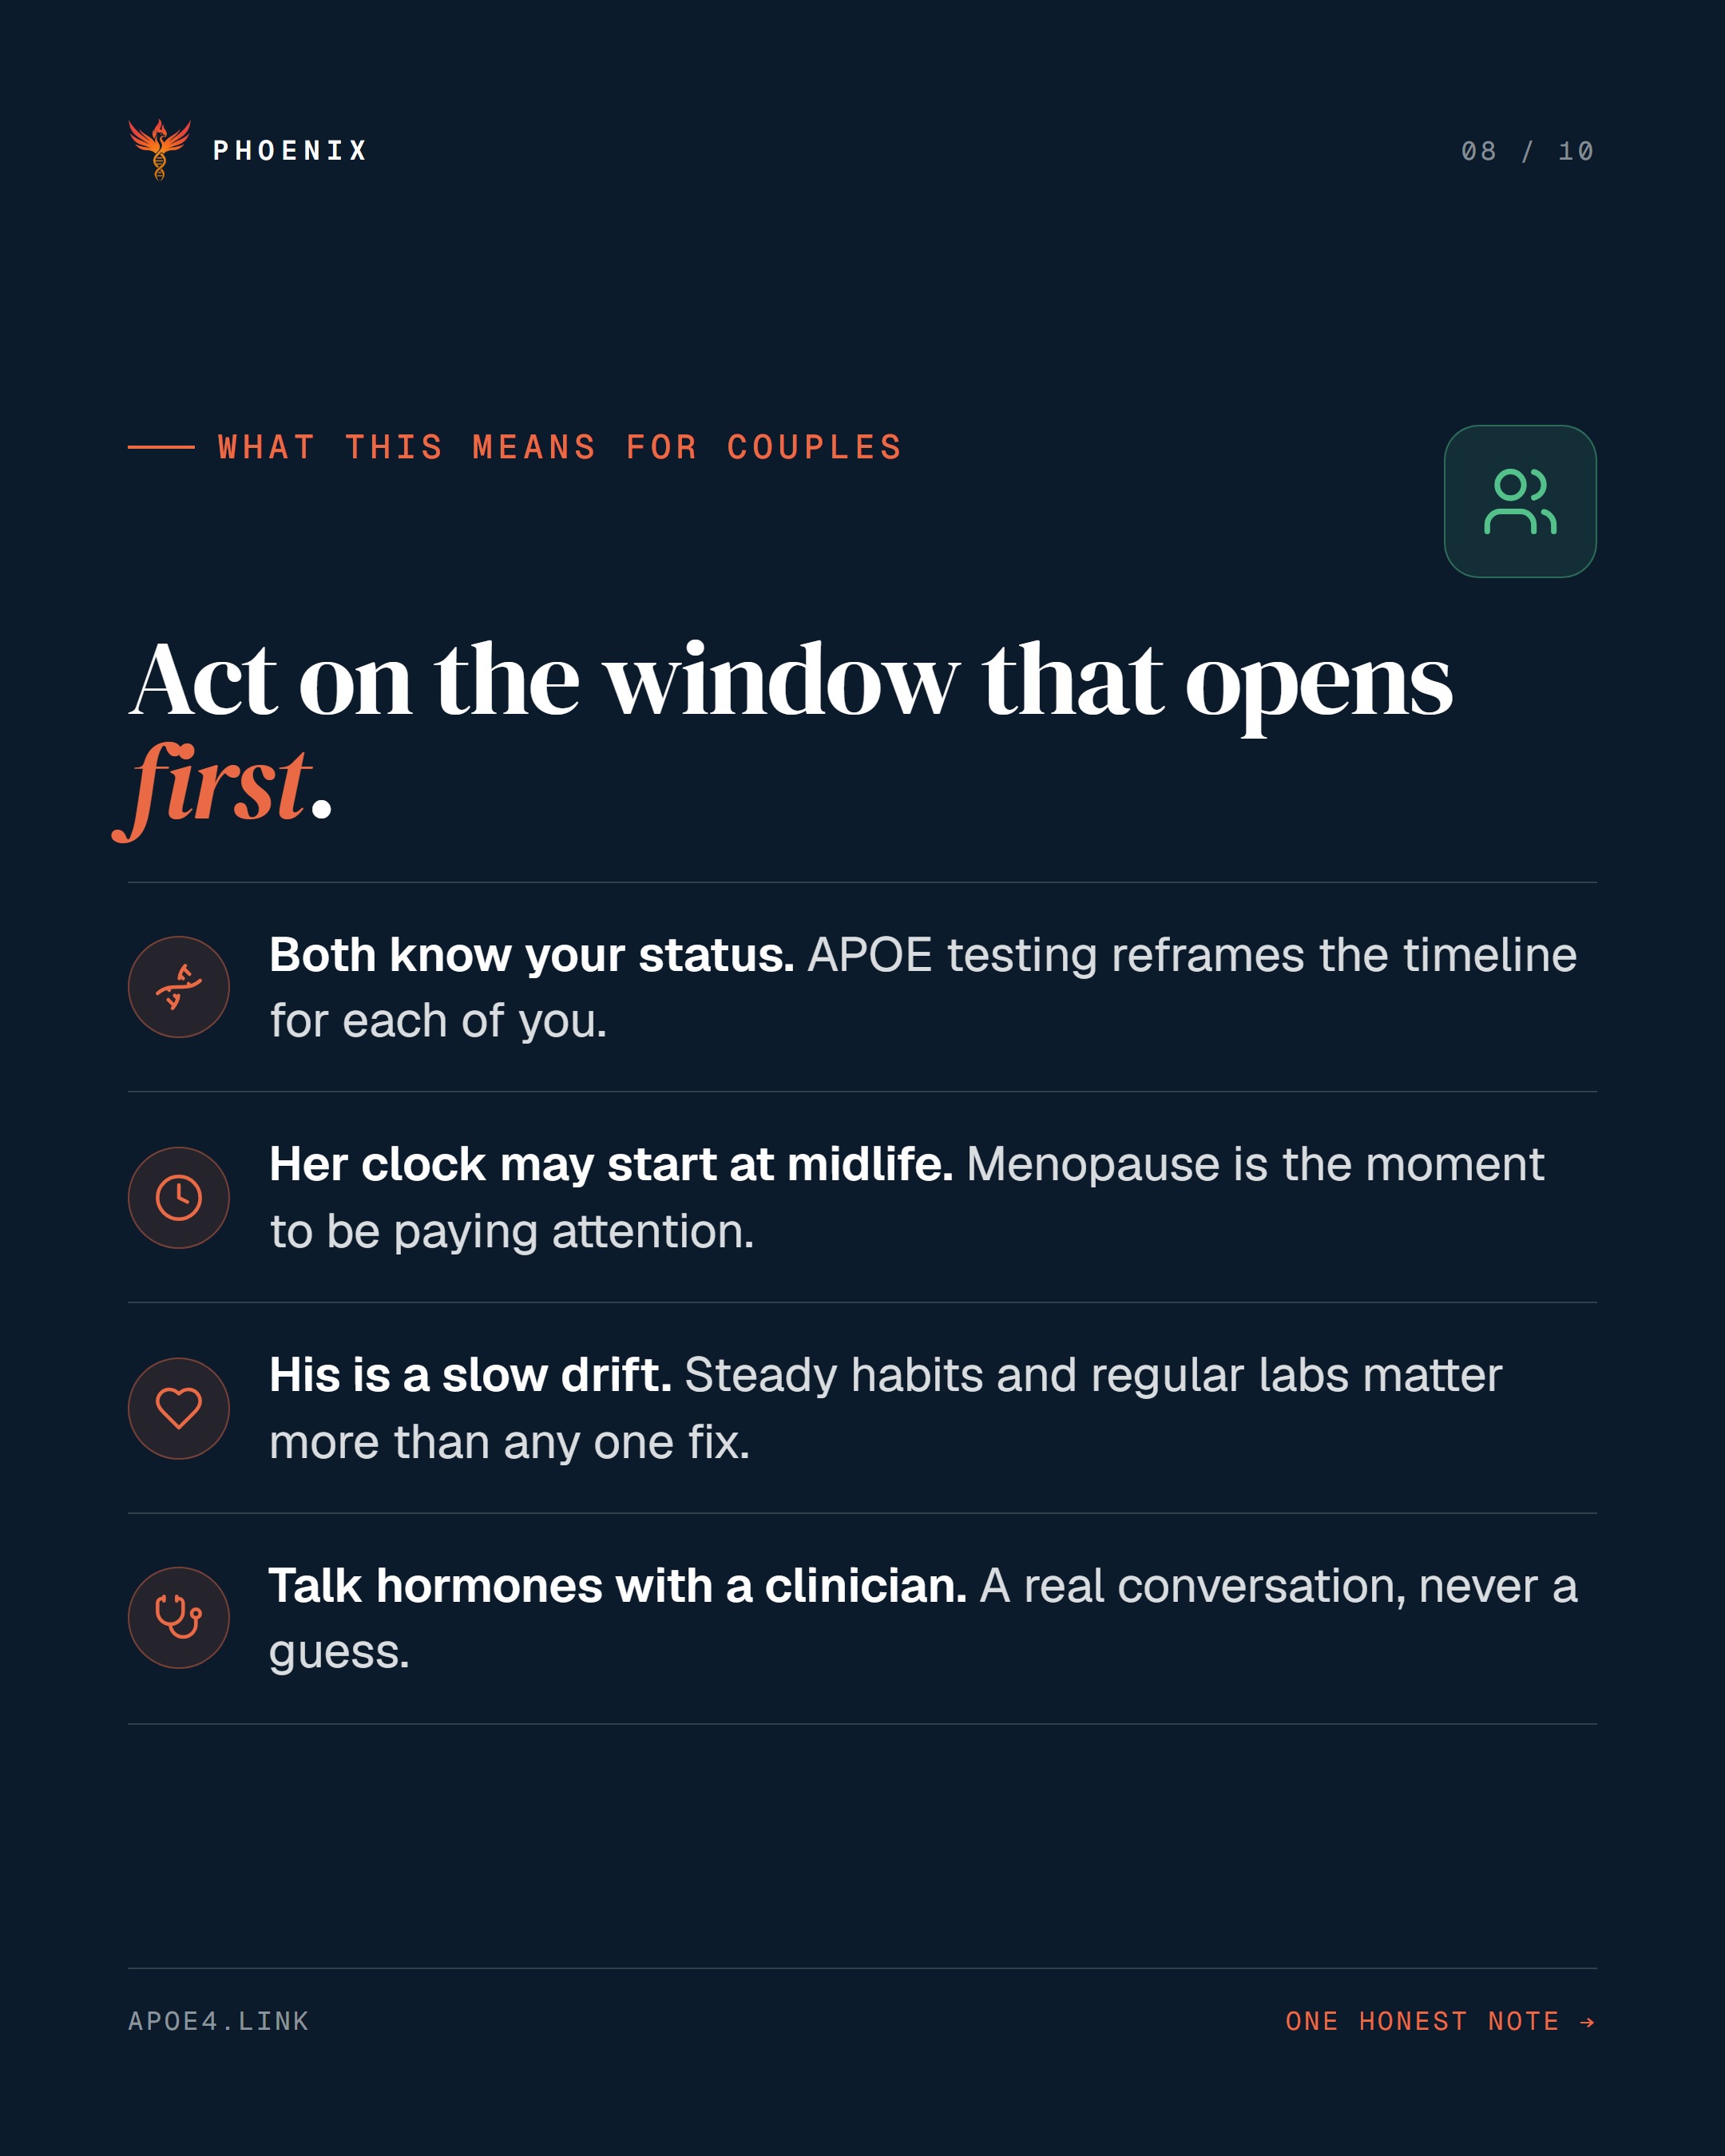 PHOENIX
08 / 10
WHAT THIS MEANS FOR COUPLES
Act on the window that opens
first.
Both know your status. APOE testing reframes the timeline
for each of you.
Her clock may start at midlife. Menopause is the moment
to be paying attention.
His is a slow drift. Steady habits and regular labs matter
more than any one fix.
Talk hormones with a clinician. A real conversation, never a
guess.
APOE4.LINK
ONE HONEST NOTE →